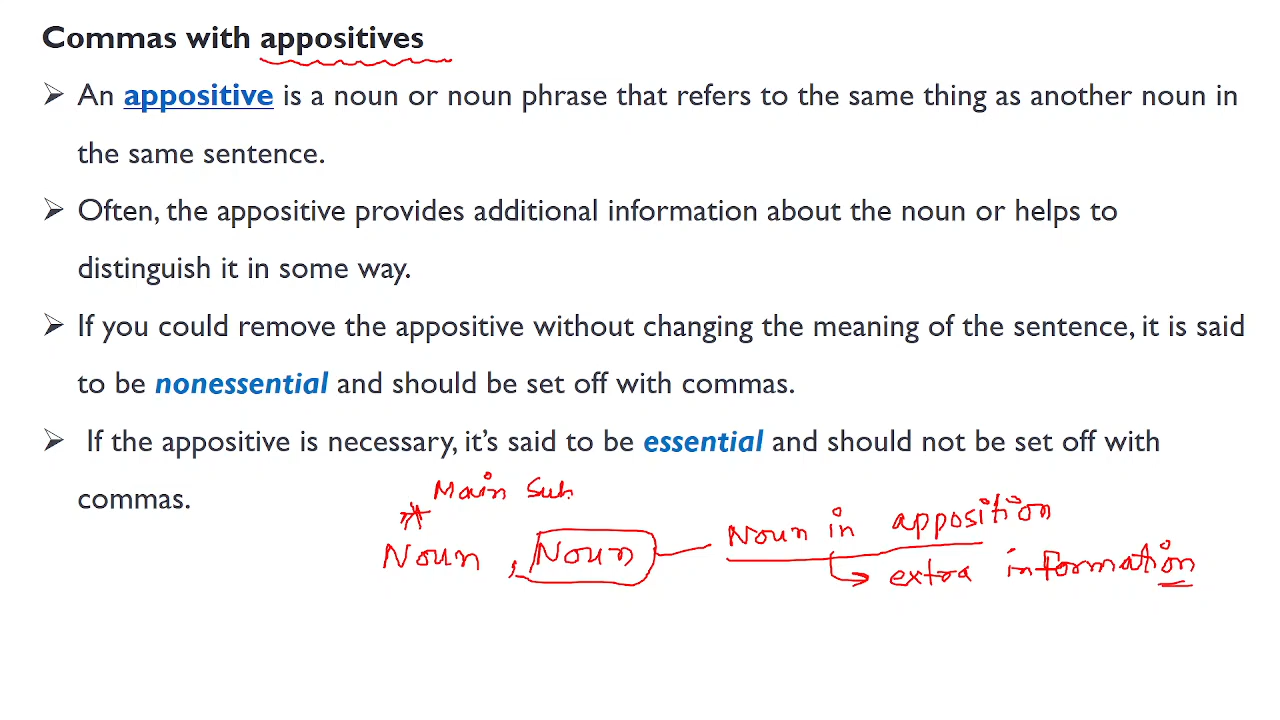 Commas with appositives
➢ An appositive is a noun or noun phrase that refers to the same thing as another noun in
the same sentence.
➢ Often, the appositive provides additional information about the noun or helps to
distinguish it in some way.
➢ If you could remove the appositive without changing the meaning of the sentence, it is said
to be nonessential and should be set off with commas.
➢ If the appositive is necessary, it's said to be essential and should not be set off with
commas.
Main Sub
Noun , Noun Noun in apposition
extra information